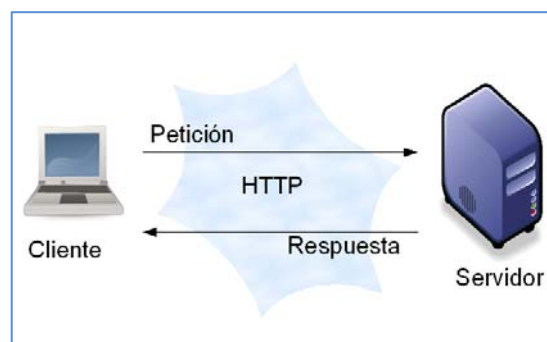 Petición
HTTP
Respuesta
Cliente
Servidor